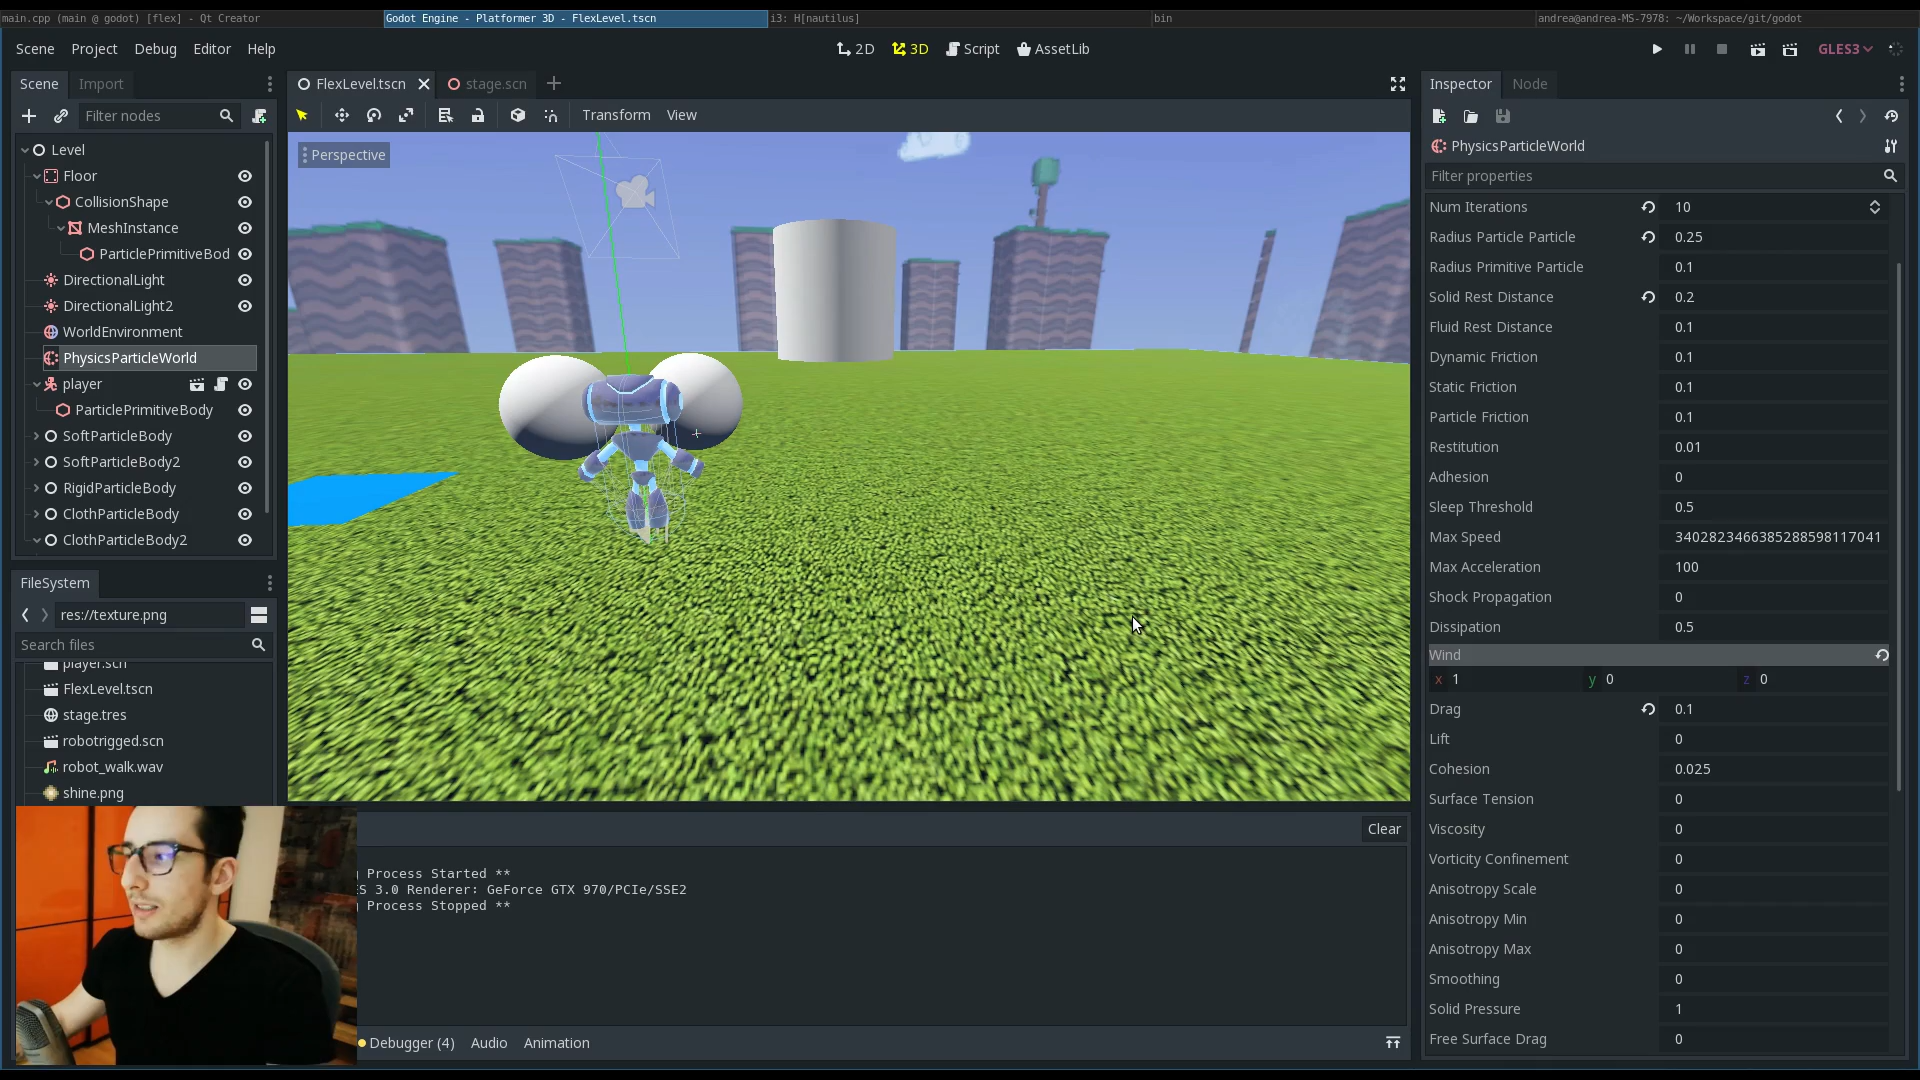 main.cpp (main @ godot) [flex] - Qt Creator
Godot Engine - Platformer 3D - FlexLevel.tscn
i3: H[nautilus]
bin
andrea@andrea-MS-7978: ~/Workspace/git/godot
Scene Project Debug Editor Help
2D 3D Script AssetLib
GLES3
Scene Import
Filter nodes
Level
Floor
CollisionShape
MeshInstance
ParticlePrimitiveBod
DirectionalLight
DirectionalLight2
WorldEnvironment
PhysicsParticleWorld
player
ParticlePrimitiveBody
SoftParticleBody
SoftParticleBody2
RigidParticleBody
ClothParticleBody
ClothParticleBody2
FileSystem
res://texture.png
Search files
player.scn
FlexLevel.tscn
stage.tres
robotrigged.scn
robot_walk.wav
shine.png
FlexLevel.tscn stage.scn
Transform View
Perspective
Clear
Process Started **
S 3.0 Renderer: GeForce GTX 970/PCIe/SSE2
Process Stopped **
Debugger (4) Audio Animation
Inspector Node
PhysicsParticleWorld
Filter properties
Num Iterations 10
Radius Particle Particle 0.25
Radius Primitive Particle 0.1
Solid Rest Distance 0.2
Fluid Rest Distance 0.1
Dynamic Friction 0.1
Static Friction 0.1
Particle Friction 0.1
Restitution 0.01
Adhesion 0
Sleep Threshold 0.5
Max Speed 3402823466385288598117041
Max Acceleration 100
Shock Propagation 0
Dissipation 0.5
Wind
x 1 y 0 z 0
Drag 0.1
Lift 0
Cohesion 0.025
Surface Tension 0
Viscosity 0
Vorticity Confinement 0
Anisotropy Scale 0
Anisotropy Min 0
Anisotropy Max 0
Smoothing 0
Solid Pressure 1
Free Surface Drag 0